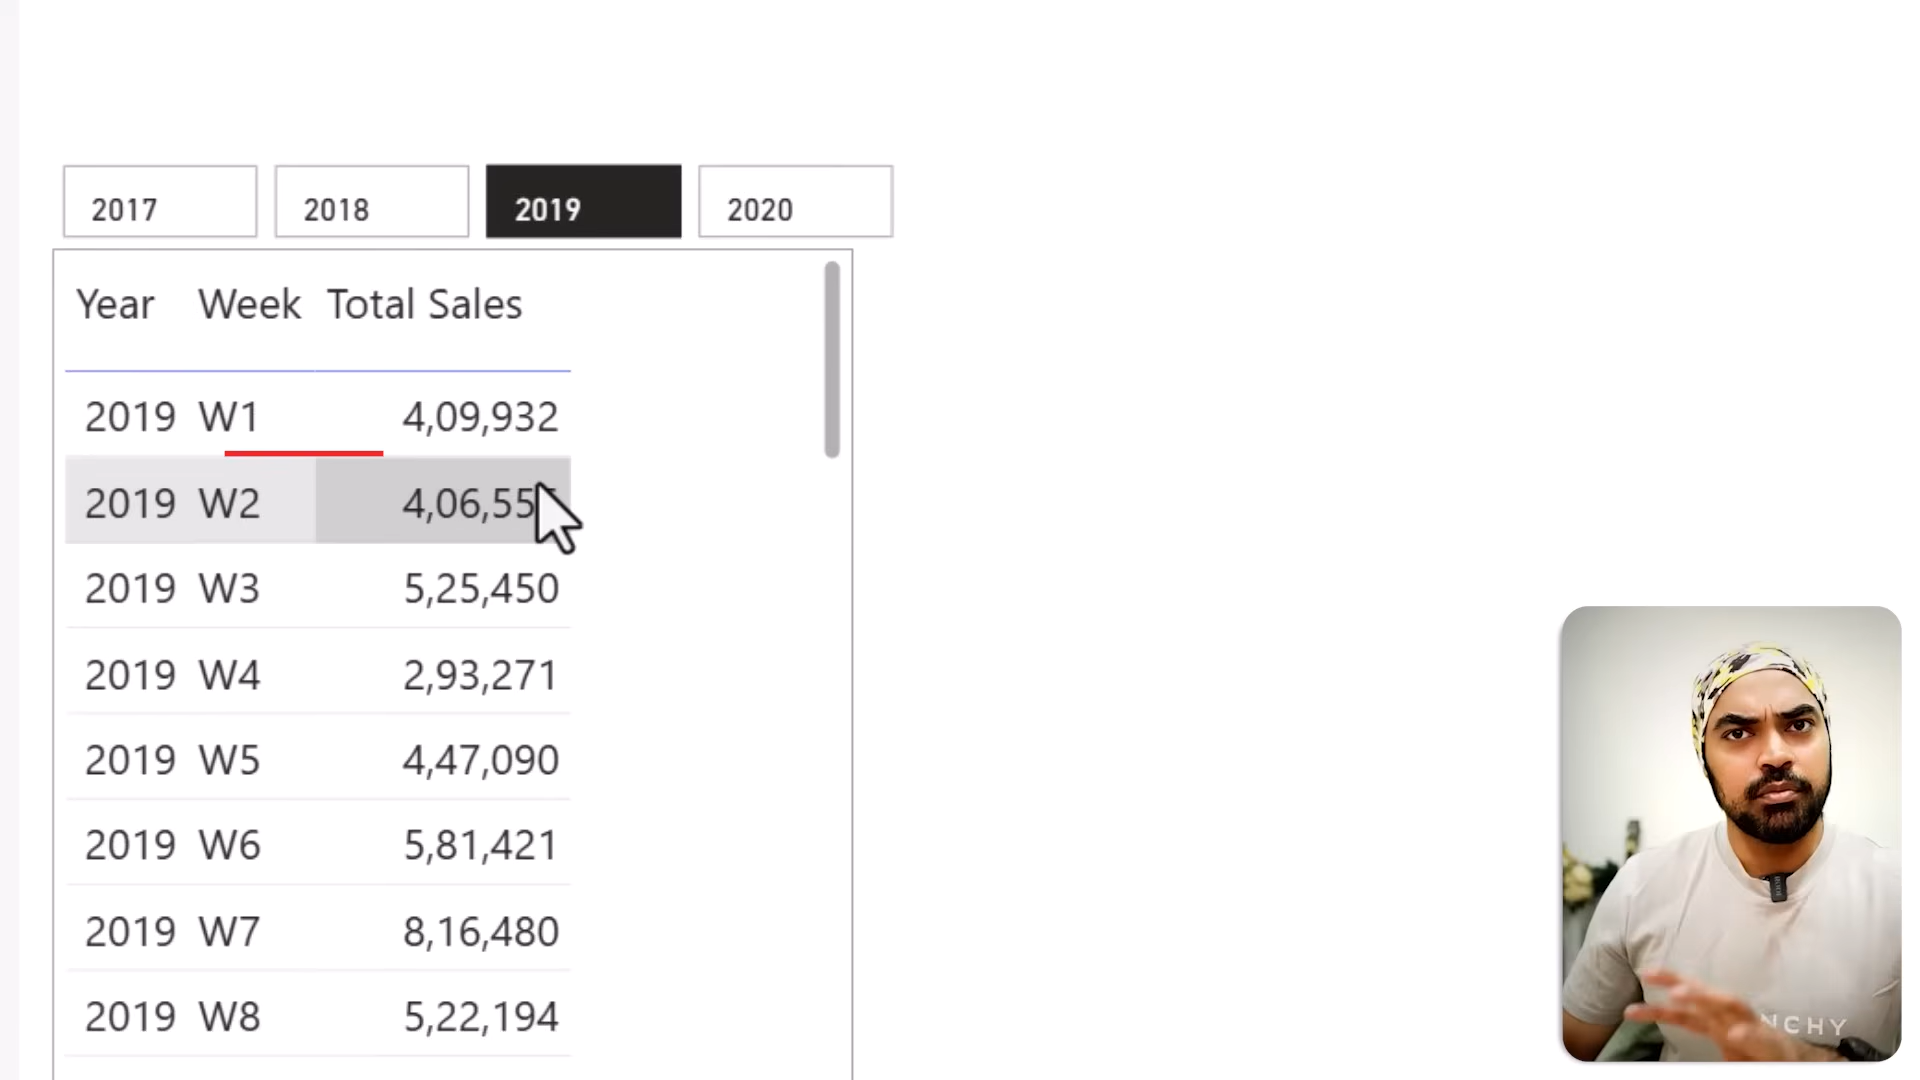 2017 2018 2019 2020
Year Week Total Sales
2019 W1 4,09,932
2019 W2
2019 W3 5,25,450
2019 W4 2,93,271
2019 W5 4,47,090
2019 W6 5,81,421
2019 W7 8,16,480
2019 W8 5,22,194
NCHY